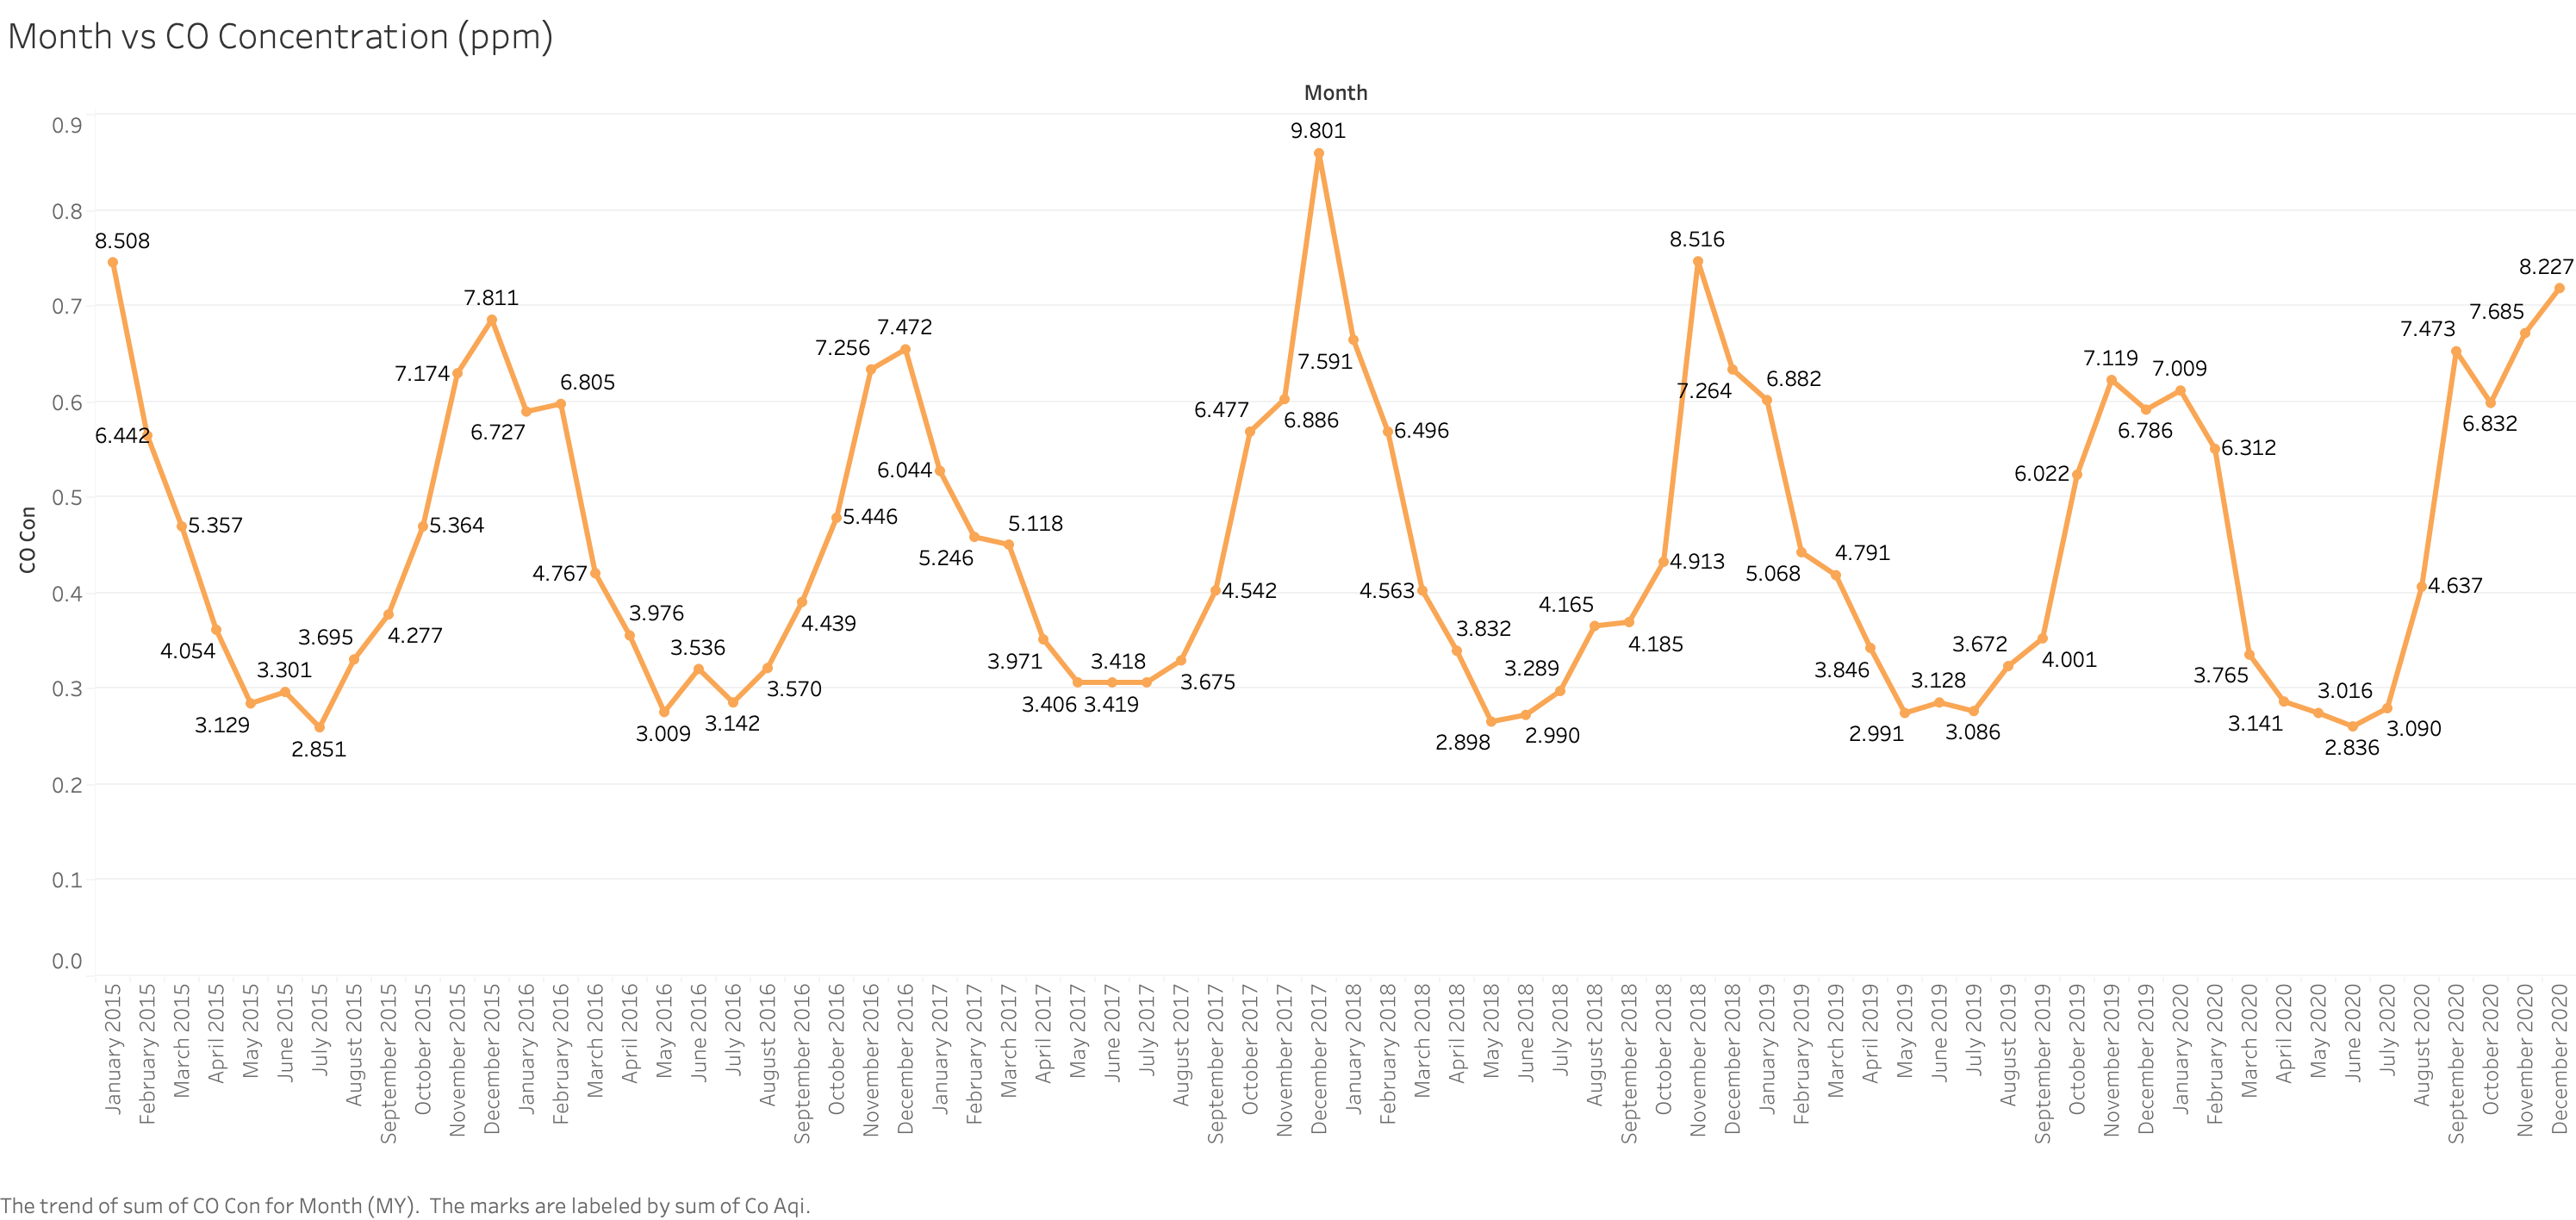 Month vs CO Concentration (ppm)
Month
CO Con
0.9
0.8
0.7
0.6
0.5
0.4
0.3
0.2
0.1
0.0
8.508
6.442
5.357
4.054
3.129
3.301
2.851
3.695
4.277
5.364
7.174
7.811
6.727
6.805
4.767
3.976
3.009
3.536
3.142
3.570
4.439
5.446
7.256
7.472
6.044
5.246
5.118
3.971
3.406
3.418
3.419
3.675
4.542
6.477
6.886
9.801
7.591
6.496
4.563
3.832
2.898
2.990
3.289
4.165
4.185
4.913
8.516
7.264
6.882
5.068
4.791
3.846
2.991
3.128
3.086
3.672
4.001
6.022
7.119
6.786
7.009
6.312
3.765
3.141
3.016
2.836
3.090
4.637
7.473
6.832
7.685
8.227
January 2015
February 2015
March 2015
April 2015
May 2015
June 2015
July 2015
August 2015
September 2015
October 2015
November 2015
December 2015
January 2016
February 2016
March 2016
April 2016
May 2016
June 2016
July 2016
August 2016
September 2016
October 2016
November 2016
December 2016
January 2017
February 2017
March 2017
April 2017
May 2017
June 2017
July 2017
August 2017
September 2017
October 2017
November 2017
December 2017
January 2018
February 2018
March 2018
April 2018
May 2018
June 2018
July 2018
August 2018
September 2018
October 2018
November 2018
December 2018
January 2019
February 2019
March 2019
April 2019
May 2019
June 2019
July 2019
August 2019
September 2019
October 2019
November 2019
December 2019
January 2020
February 2020
March 2020
April 2020
May 2020
June 2020
July 2020
August 2020
September 2020
October 2020
November 2020
December 2020
The trend of sum of CO Con for Month (MY).  The marks are labeled by sum of Co Aqi.